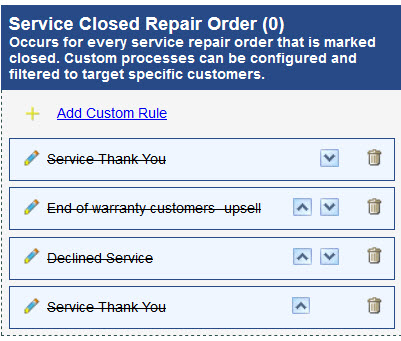 Service Closed Repair Order (0)
Occurs for every service repair order that is marked
closed. Custom processes can be configured and
filtered to target specific customers.
Add Custom Rule
Service Thank You
End of warranty customers -upsell
Declined Service
Service Thank You